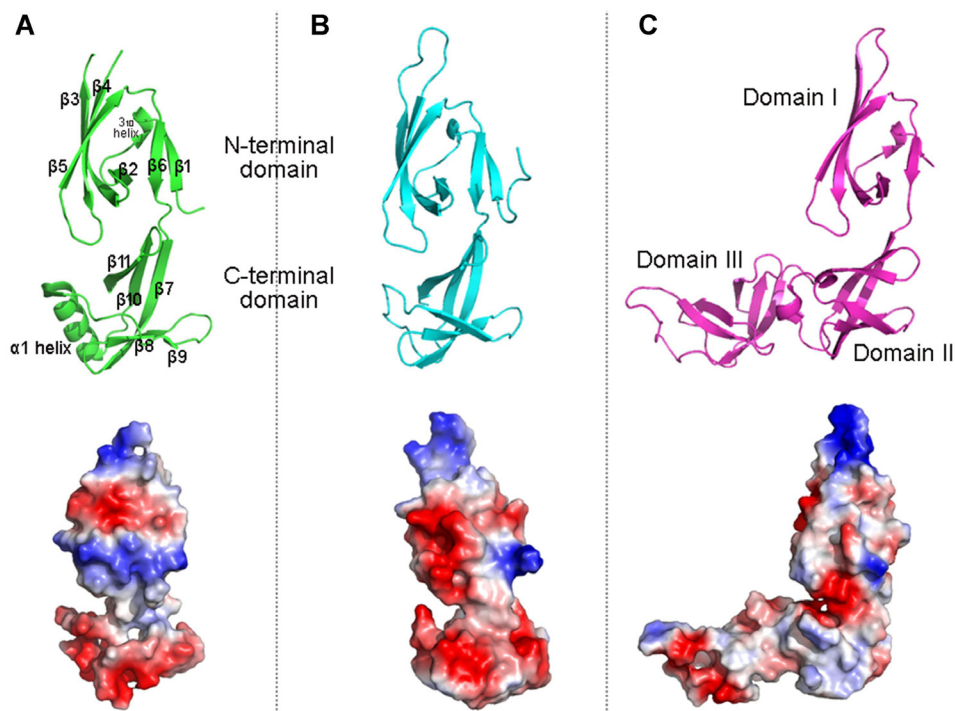 A
B
C
β3
β4
3₁₀
helix
β5
β2
β6
β1
N-terminal
domain
Domain I
β11
β10
β7
α1 helix
β8
β9
C-terminal
domain
Domain III
Domain II